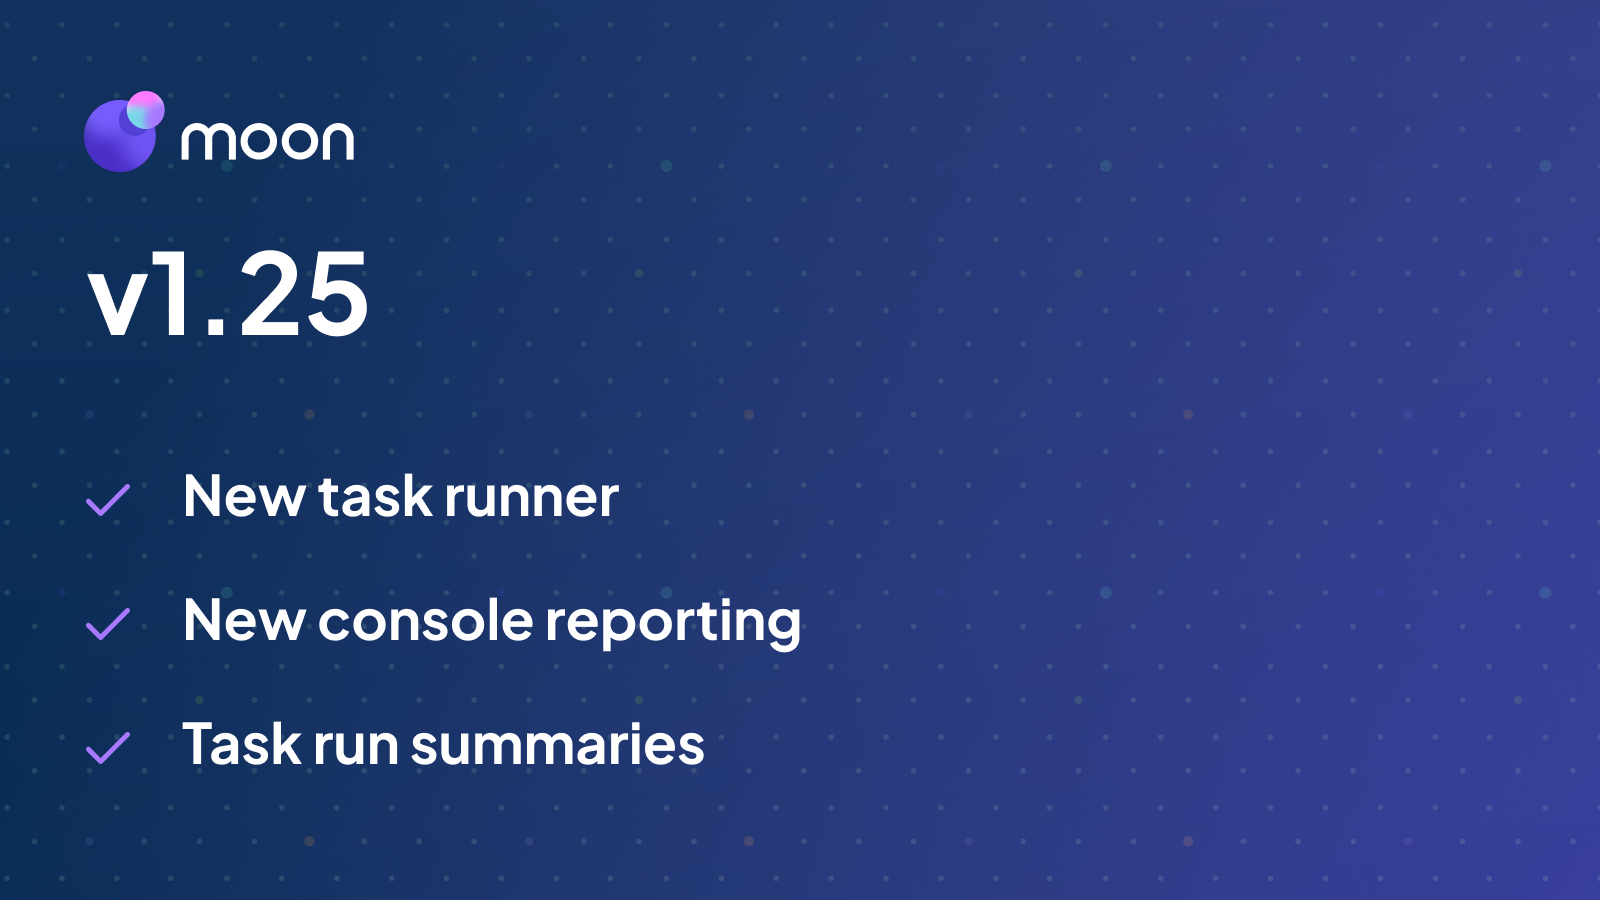 moon
v1.25
New task runner
New console reporting
Task run summaries